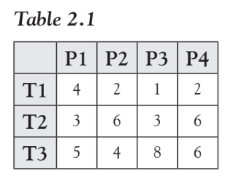 Table 2.1
P1 P2 P3 P4
T1 4 2 1 2
T2 3 6 3 6
T3 5 4 8 6